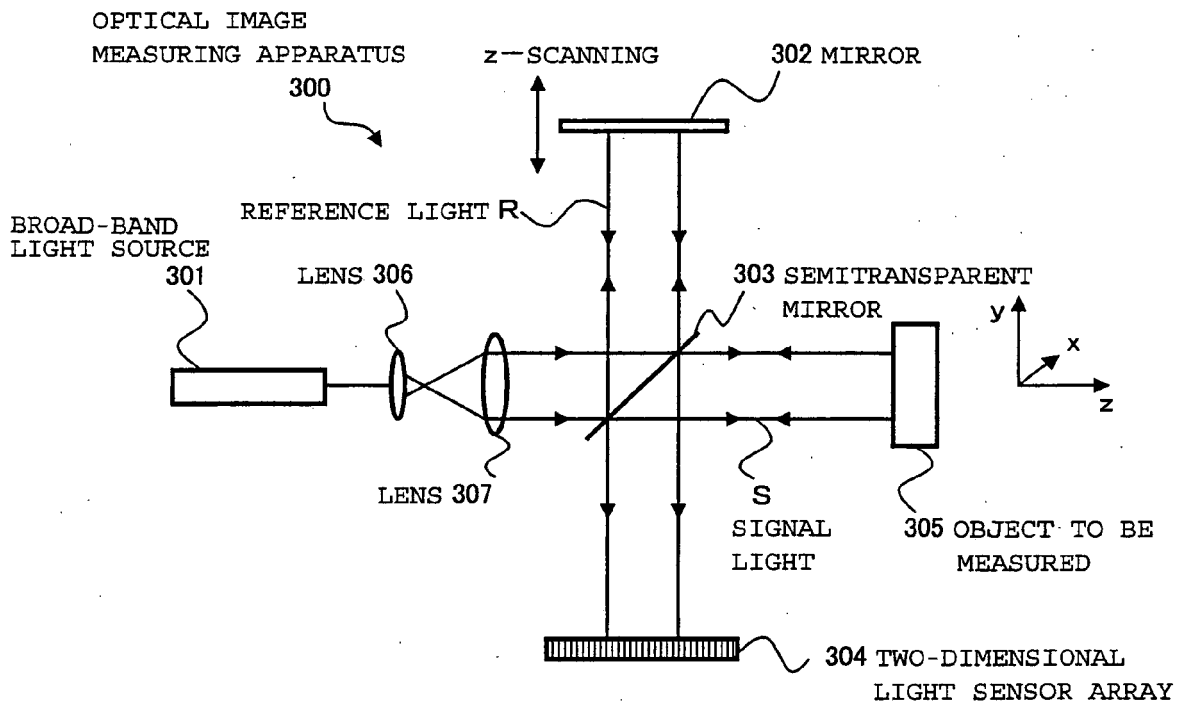 OPTICAL IMAGE
MEASURING APPARATUS
300
z-SCANNING
302 MIRROR
REFERENCE LIGHT R
BROAD-BAND
LIGHT SOURCE
301
LENS 306
303 SEMITRANSPARENT
MIRROR
y
x
z
LENS 307
S
SIGNAL
LIGHT
305 OBJECT TO BE
MEASURED
304 TWO-DIMENSIONAL
LIGHT SENSOR ARRAY